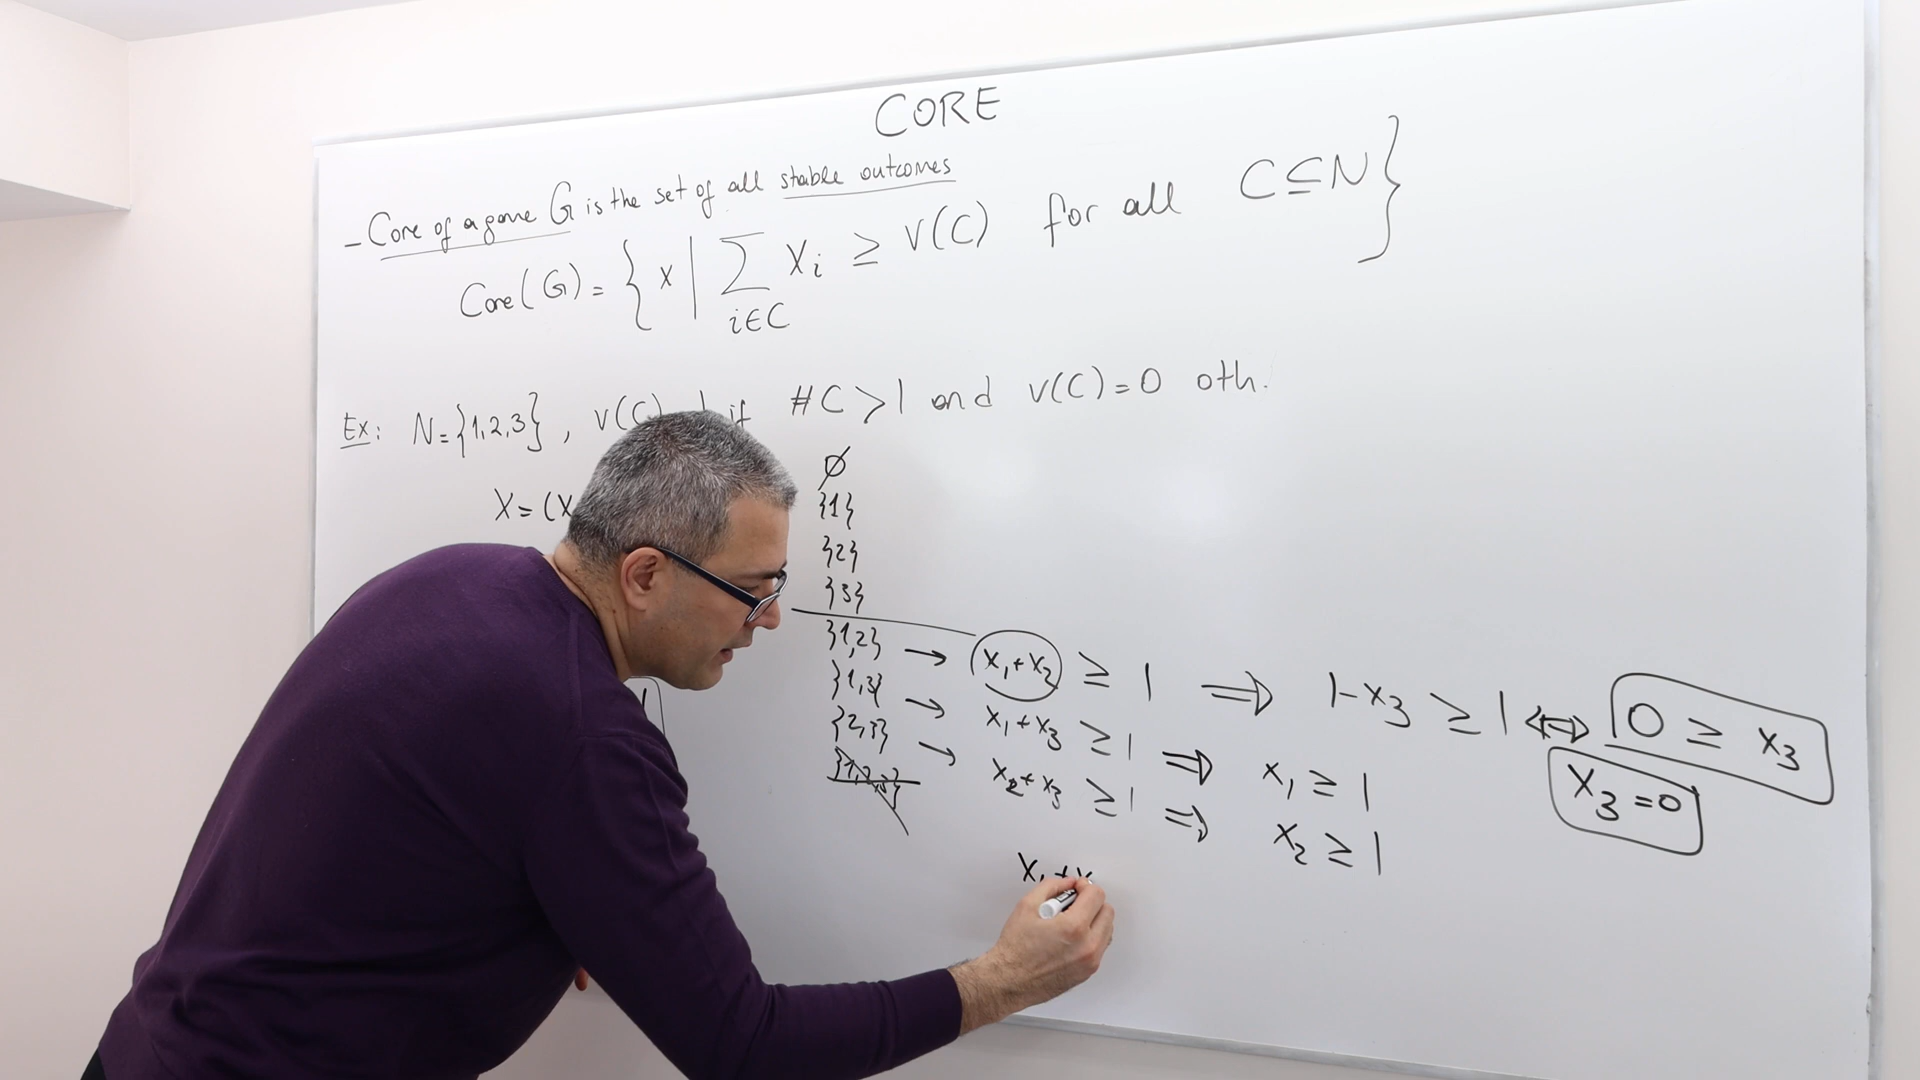 CORE
- Core of a game G is the set of all stable outcomes
Core(G) = { x | ∑ xi ≥ v(C) for all C ⊆ N }
i∈C
Ex: N={1,2,3}, v(C) 1 if #C>1 and v(C)=0 oth.
∅
X=(x
{1}
{2}
{3}
{1,2} → x1+x2 ≥ 1 ⟹ 1-x3 ≥ 1 ⟺ 0 ≥ x3
{1,3} → x1+x3 ≥ 1 ⟹ x1 ≥ 1
x3=0
{2,3} → x2+x3 ≥ 1 ⟹ x2 ≥ 1
{1,2,3}
x1+x